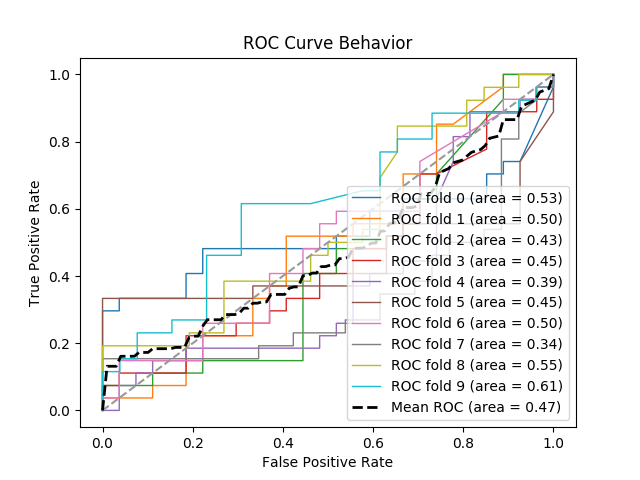 ROC Curve Behavior
True Positive Rate
1.0
0.8
0.6
0.4
0.2
0.0
ROC fold 0 (area = 0.53)
ROC fold 1 (area = 0.50)
ROC fold 2 (area = 0.43)
ROC fold 3 (area = 0.45)
ROC fold 4 (area = 0.39)
ROC fold 5 (area = 0.45)
ROC fold 6 (area = 0.50)
ROC fold 7 (area = 0.34)
ROC fold 8 (area = 0.55)
ROC fold 9 (area = 0.61)
Mean ROC (area = 0.47)
0.0 0.2 0.4 0.6 0.8 1.0
False Positive Rate